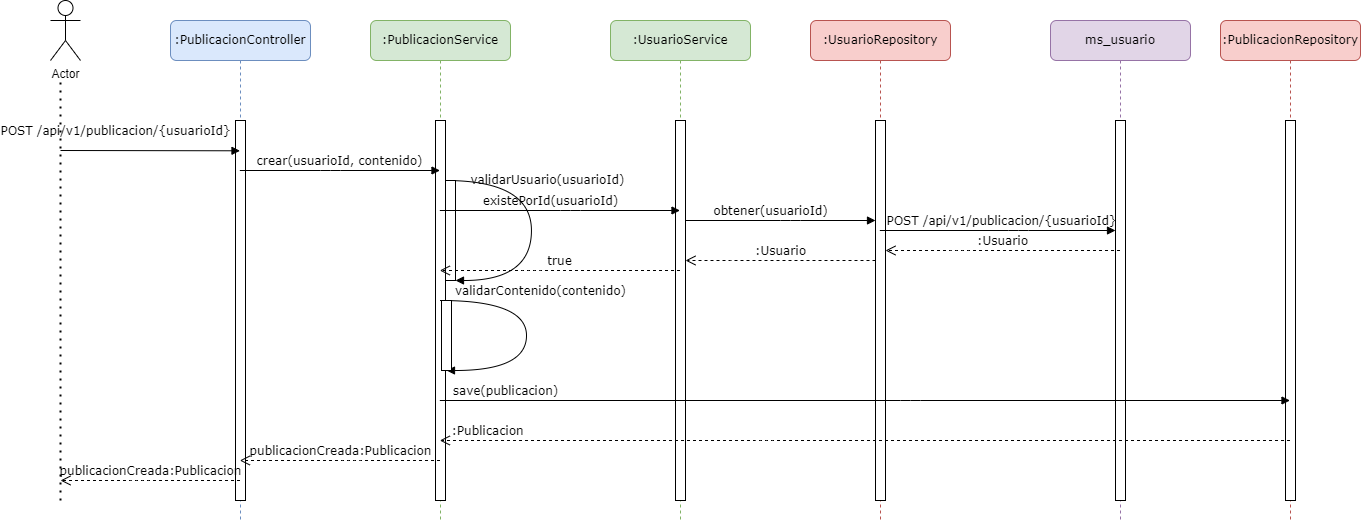 Actor
:PublicacionController
:PublicacionService
:UsuarioService
:UsuarioRepository
ms_usuario
:PublicacionRepository
POST /api/v1/publicacion/{usuarioId}
crear(usuarioId, contenido)
validarUsuario(usuarioId)
existePorId(usuarioId)
obtener(usuarioId)
POST /api/v1/publicacion/{usuarioId}
:Usuario
:Usuario
true
validarContenido(contenido)
save(publicacion)
:Publicacion
publicacionCreada:Publicacion
publicacionCreada:Publicacion